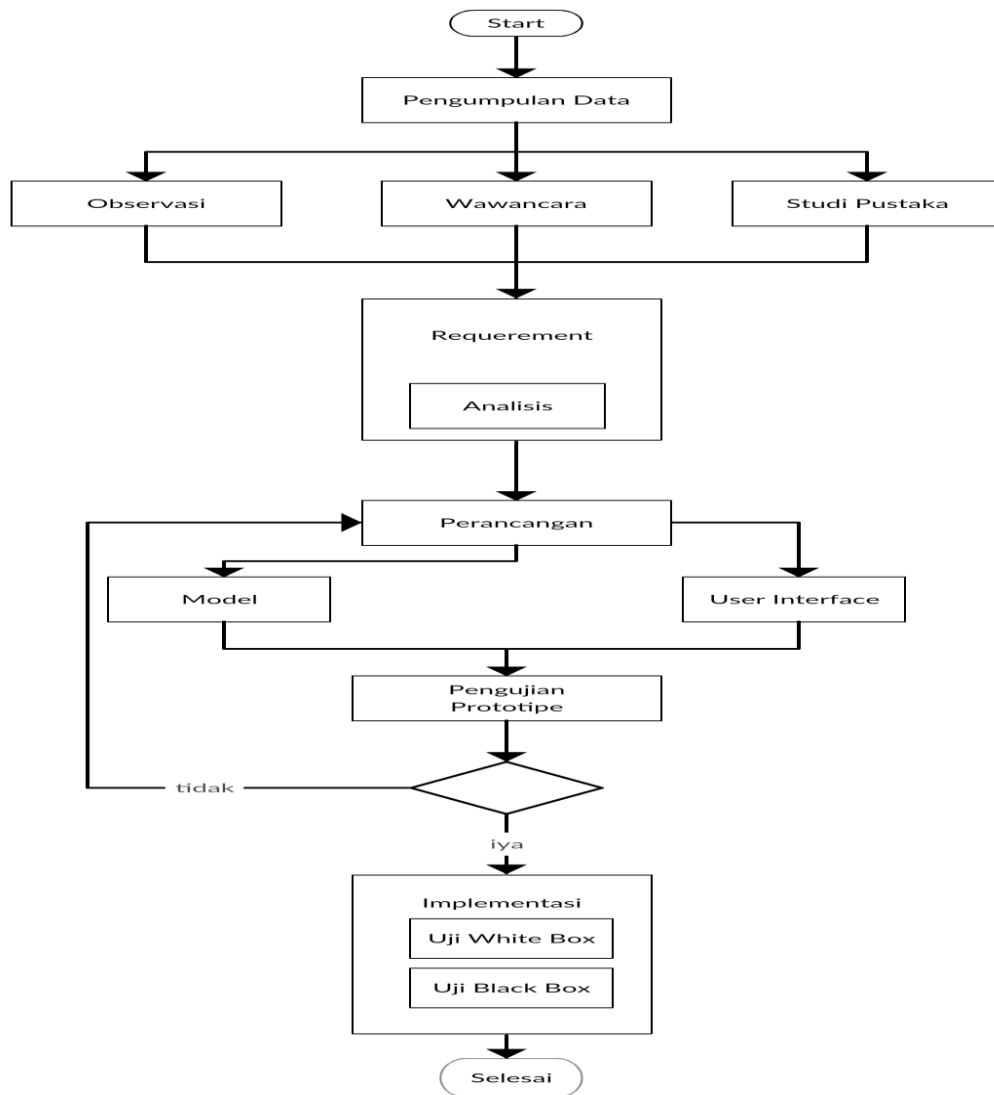 Start
Pengumpulan Data
Observasi
Wawancara
Studi Pustaka
Requerement
Analisis
Perancangan
Model
User Interface
Pengujian
Prototipe
tidak
iya
Implementasi
Uji White Box
Uji Black Box
Selesai